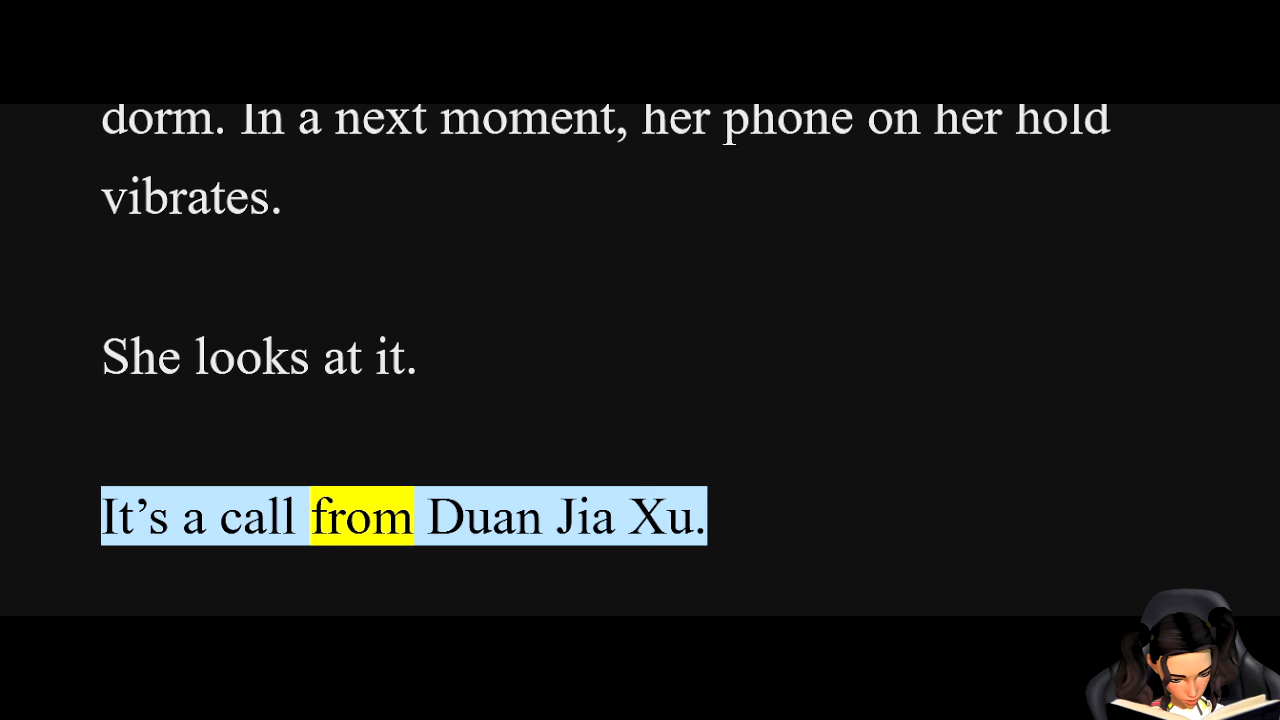 dorm. In a next moment, her phone on her hold
vibrates.
She looks at it.
It’s a call from Duan Jia Xu.